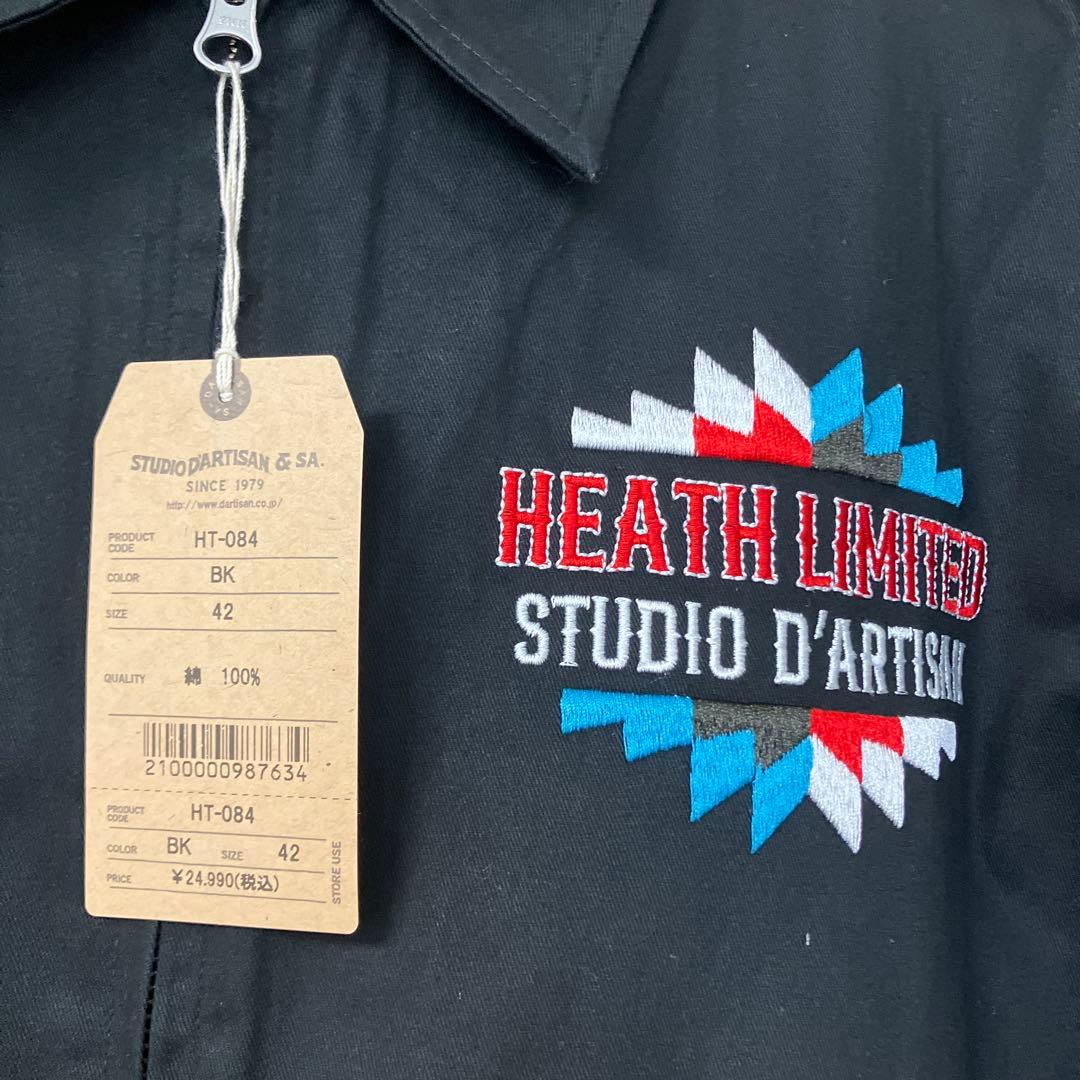 STUDIO D'ARTISAN & SA.
SINCE 1979
http://www.dartisan.co.jp/
PRODUCT CODE HT-084
COLOR BK
SIZE 42
QUALITY 綿 100%
2100000987634
PRODUCT CODE HT-084
COLOR BK SIZE 42
PRICE ¥24.990(税込)
STORE USE
HEATH LIMITED
STUDIO D'ARTISAN